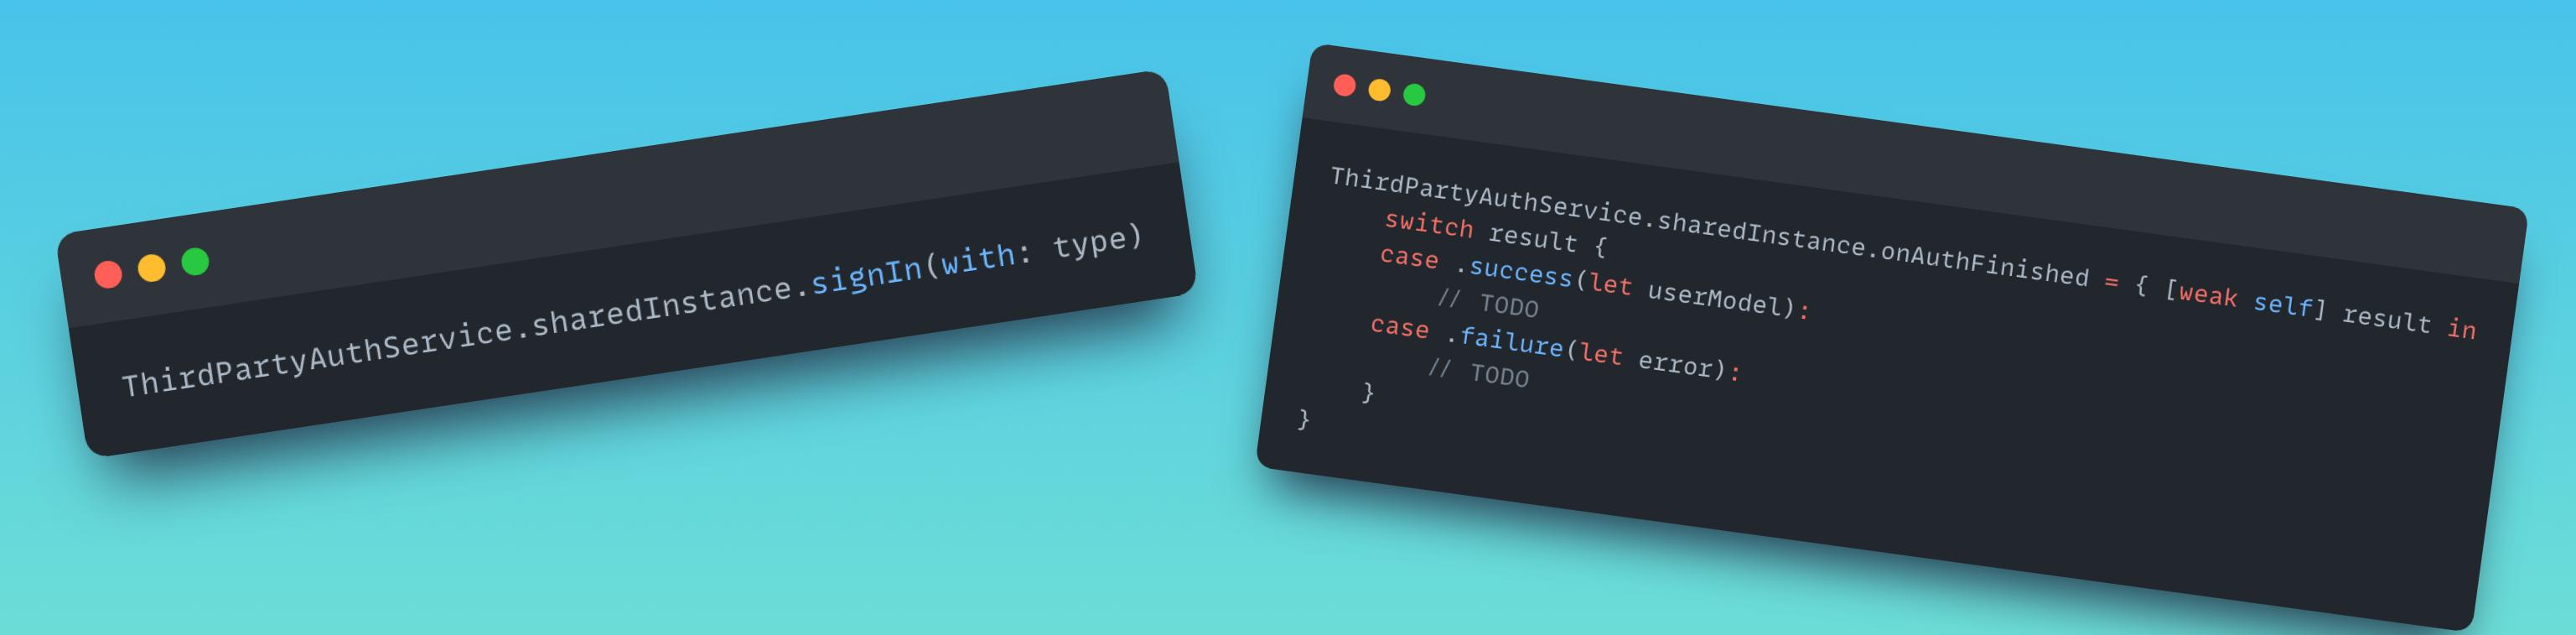 ThirdPartyAuthService.sharedInstance.signIn(with: type)
ThirdPartyAuthService.sharedInstance.onAuthFinished = { [weak self] result in
    switch result {
    case .success(let userModel):
        // TODO
    case .failure(let error):
        // TODO
    }
}